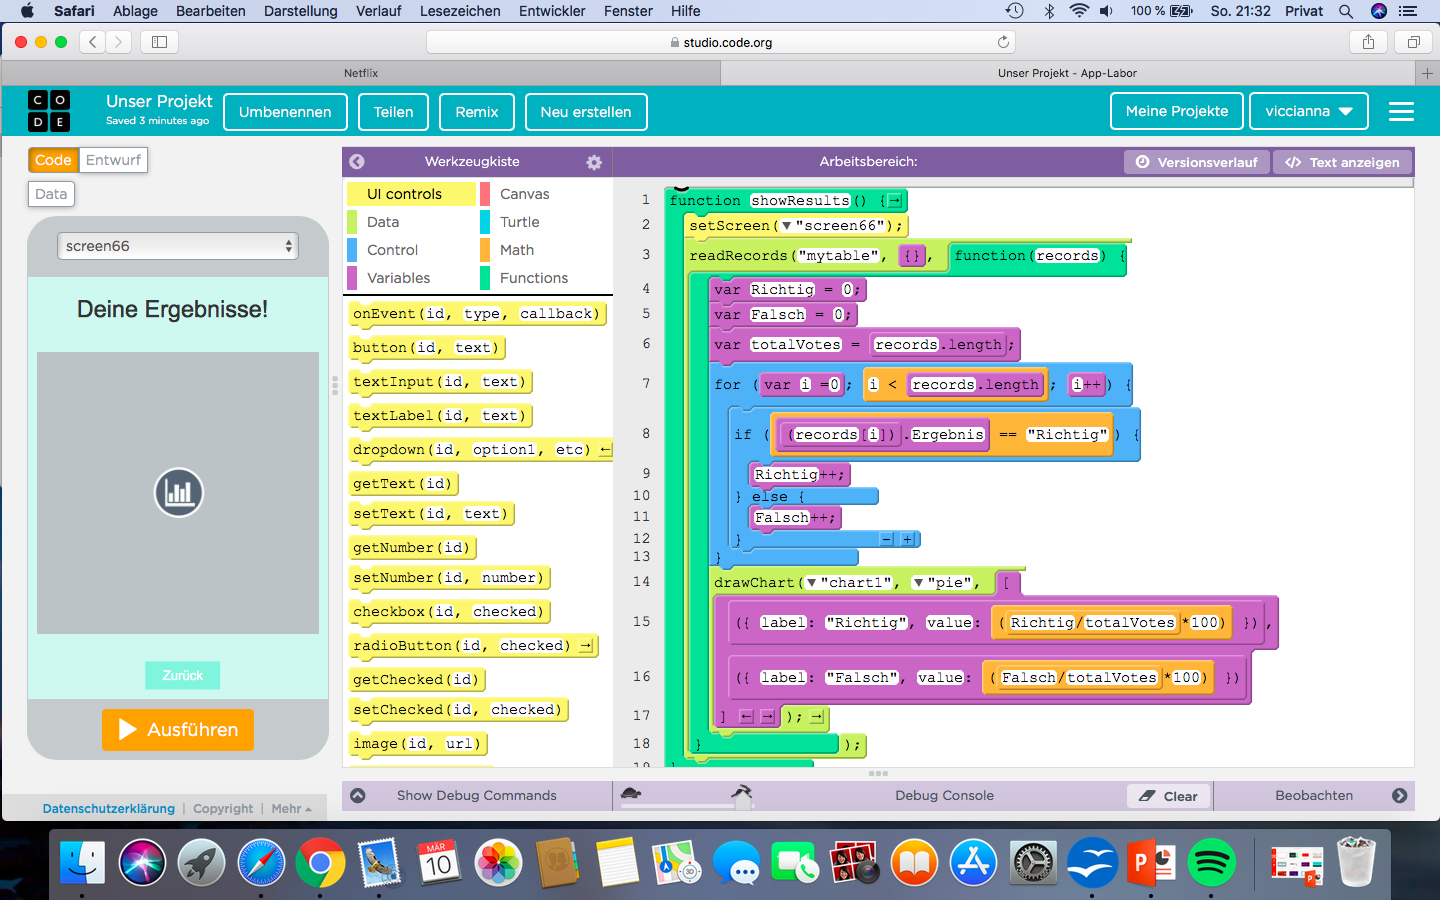 Safari Ablage Bearbeiten Darstellung Verlauf Lesezeichen Entwickler Fenster Hilfe 100 % So. 21:32 Privat
studio.code.org
Netflix Unser Projekt - App-Labor
C O D E
Unser Projekt
Saved 3 minutes ago
Umbenennen Teilen Remix Neu erstellen Meine Projekte viccianna
Code Entwurf
Data
Werkzeugkiste Arbeitsbereich: Versionsverlauf </> Text anzeigen
screen66
Deine Ergebnisse!
Zurück
Ausführen
UI controls Canvas
Data Turtle
Control Math
Variables Functions
onEvent(id, type, callback)
button(id, text)
textInput(id, text)
textLabel(id, text)
dropdown(id, option1, etc)
getText(id)
setText(id, text)
getNumber(id)
setNumber(id, number)
checkbox(id, checked)
radioButton(id, checked)
getChecked(id)
setChecked(id, checked)
image(id, url)
1 function showResults() {
2 setScreen("screen66");
3 readRecords("mytable", {}, function(records) {
4 var Richtig = 0;
5 var Falsch = 0;
6 var totalVotes = records.length;
7 for (var i =0; i < records.length; i++) {
8 if ((records[i]).Ergebnis == "Richtig") {
9 Richtig++;
10 } else {
11 Falsch++;
12 } - +
13 }
14 drawChart("chart1", "pie", [
15 ({ label: "Richtig", value: (Richtig/totalVotes*100) }),
16 ({ label: "Falsch", value: (Falsch/totalVotes*100) })
17 ] );
18 } );
Show Debug Commands Debug Console Clear Beobachten
Datenschutzerklärung | Copyright | Mehr
MÄR
10